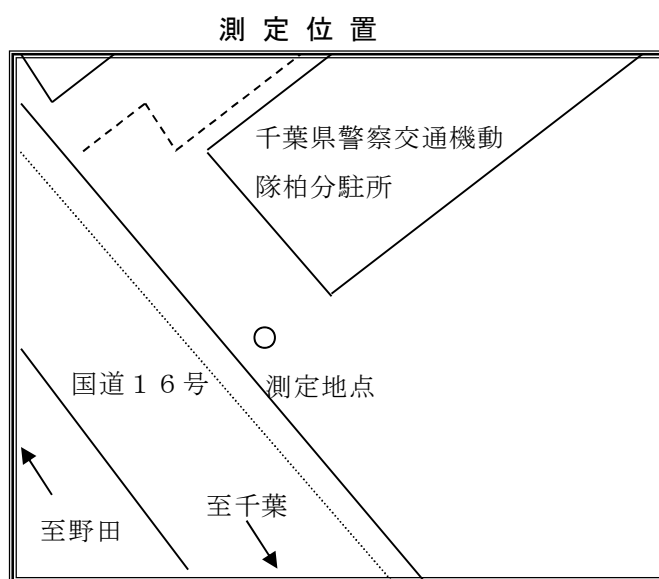 測定位置
千葉県警察交通機動
隊柏分駐所
国道１６号
測定地点
至千葉
至野田